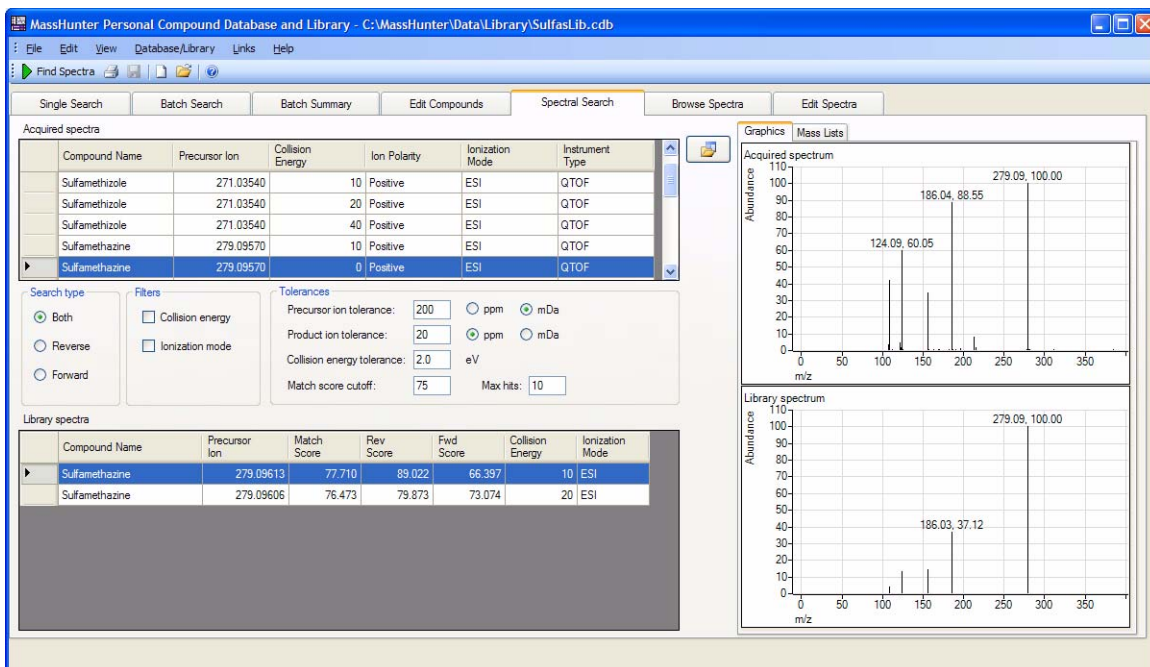 MassHunter Personal Compound Database and Library - C:\MassHunter\Data\Library\SulfasLib.cdb
File Edit View Database/Library Links Help
Find Spectra
Single Search Batch Search Batch Summary Edit Compounds Spectral Search Browse Spectra Edit Spectra
Acquired spectra
Compound Name Precursor Ion Collision Energy Ion Polarity Ionization Mode Instrument Type
Sulfamethizole 271.03540 10 Positive ESI QTOF
Sulfamethizole 271.03540 20 Positive ESI QTOF
Sulfamethizole 271.03540 40 Positive ESI QTOF
Sulfamethazine 279.09570 10 Positive ESI QTOF
Sulfamethazine 279.09570 0 Positive ESI QTOF
Search type
Both
Reverse
Forward
Filters
Collision energy
Ionization mode
Tolerances
Precursor ion tolerance: 200 ppm mDa
Product ion tolerance: 20 ppm mDa
Collision energy tolerance: 2.0 eV
Match score cutoff: 75 Max hits: 10
Library spectra
Compound Name Precursor Ion Match Score Rev Score Fwd Score Collision Energy Ionization Mode
Sulfamethazine 279.09613 77.710 89.022 66.397 10 ESI
Sulfamethazine 279.09606 76.473 79.873 73.074 20 ESI
Graphics Mass Lists
Acquired spectrum
Abundance
110
100
90
80
70
60
50
40
30
20
10
0
279.09, 100.00
186.04, 88.55
124.09, 60.05
0 50 100 150 200 250 300 350
m/z
Library spectrum
Abundance
110
100
90
80
70
60
50
40
30
20
10
0
279.09, 100.00
186.03, 37.12
0 50 100 150 200 250 300 350
m/z